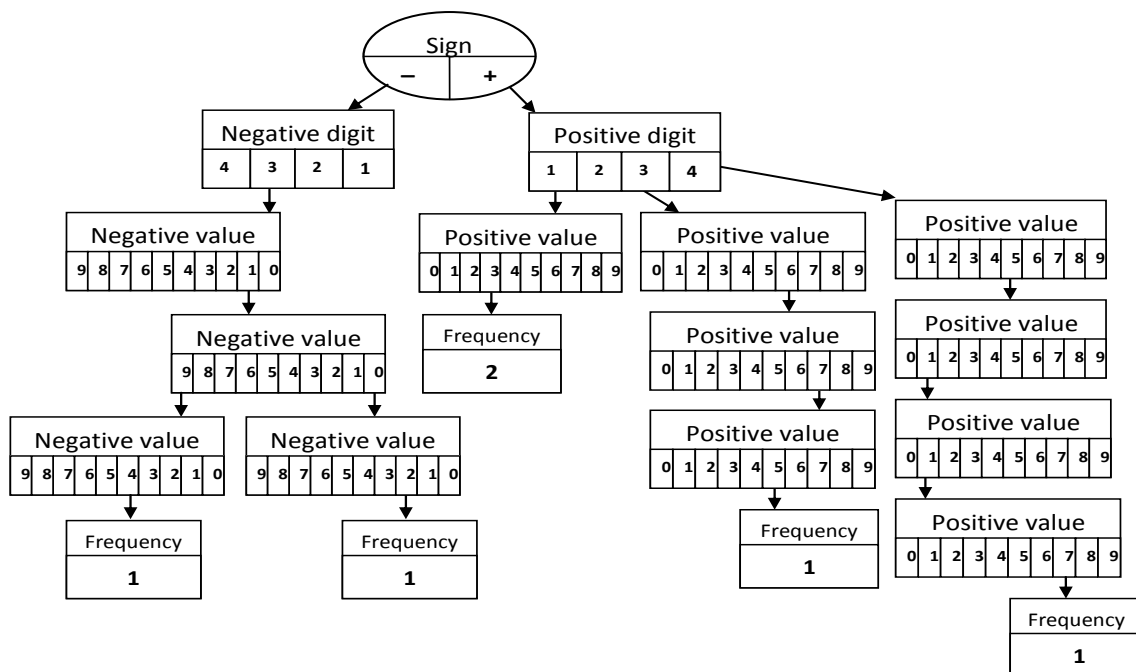 Sign
– +
Negative digit
4 3 2 1
Positive digit
1 2 3 4
Negative value
9 8 7 6 5 4 3 2 1 0
Negative value
9 8 7 6 5 4 3 2 1 0
Negative value
9 8 7 6 5 4 3 2 1 0
Frequency
1
Negative value
9 8 7 6 5 4 3 2 1 0
Frequency
1
Positive value
0 1 2 3 4 5 6 7 8 9
Frequency
2
Positive value
0 1 2 3 4 5 6 7 8 9
Positive value
0 1 2 3 4 5 6 7 8 9
Positive value
0 1 2 3 4 5 6 7 8 9
Frequency
1
Positive value
0 1 2 3 4 5 6 7 8 9
Positive value
0 1 2 3 4 5 6 7 8 9
Positive value
0 1 2 3 4 5 6 7 8 9
Positive value
0 1 2 3 4 5 6 7 8 9
Frequency
1